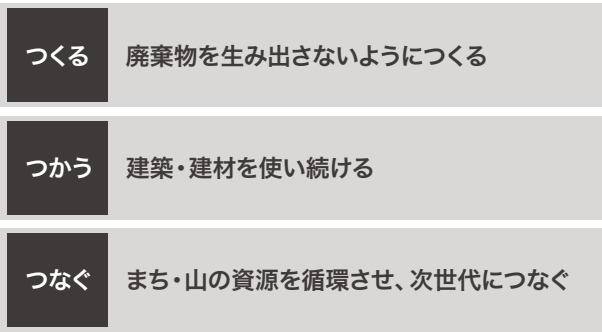 つくる 廃棄物を生み出さないようにつくる
つかう 建築・建材を使い続ける
つなぐ まち・山の資源を循環させ、次世代につなぐ